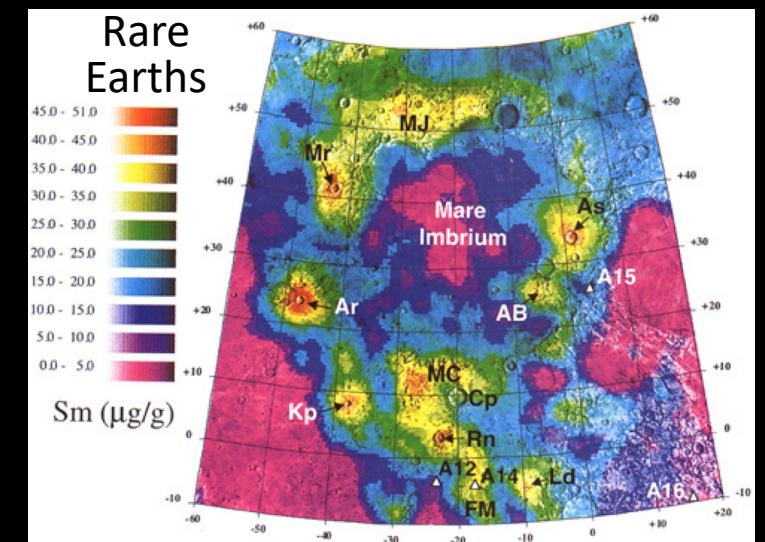 Rare
Earths
45.0 - 51.0
40.0 - 45.0
35.0 - 40.0
30.0 - 35.0
25.0 - 30.0
20.0 - 25.0
15.0 - 20.0
10.0 - 15.0
5.0 - 10.0
0.0 - 5.0
Sm (μg/g)
+60
+60
+50
+50
MJ
Mr
+40
+40
Mare
Imbrium
As
+30
+30
A15
Ar
AB
+20
+20
+10
+10
MC
Cp
Kp
Rn
0
0
A12
A14
Ld
A16
FM
-10
-10
-60
-50
-40
-30
-20
-10
0
+10
+20